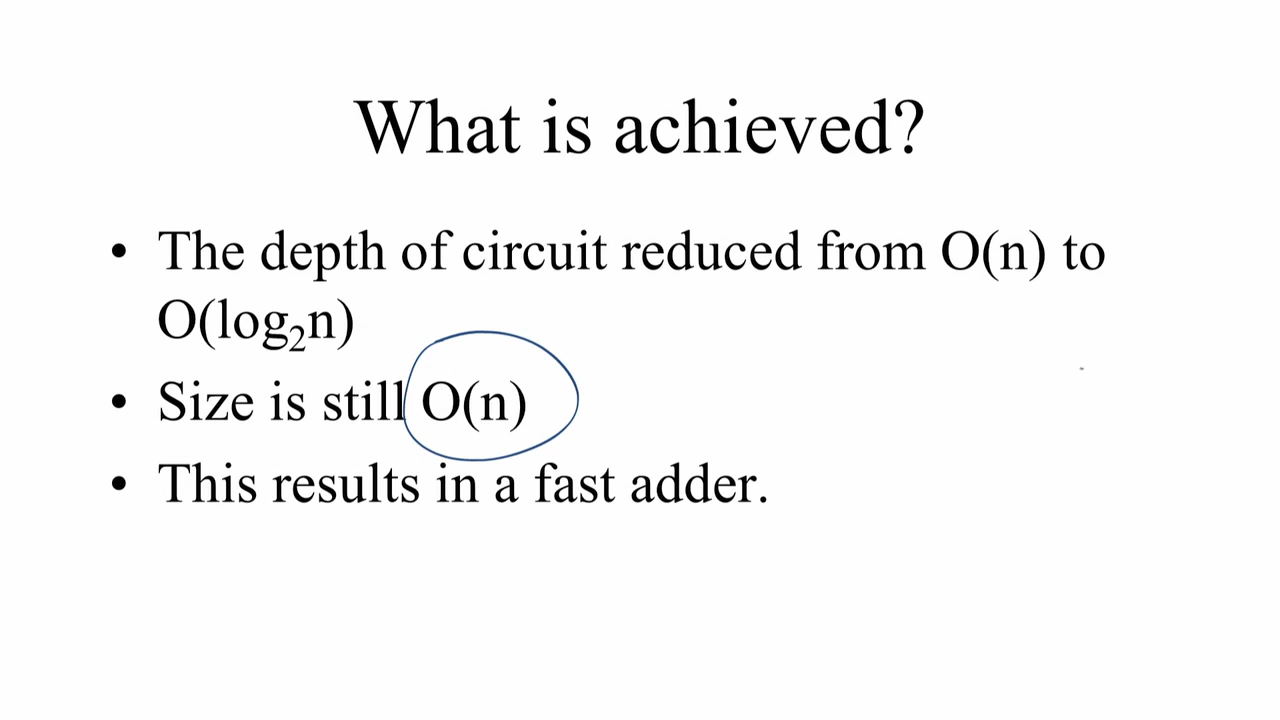 What is achieved?
• The depth of circuit reduced from O(n) to
O(log₂n)
• Size is still O(n)
• This results in a fast adder.